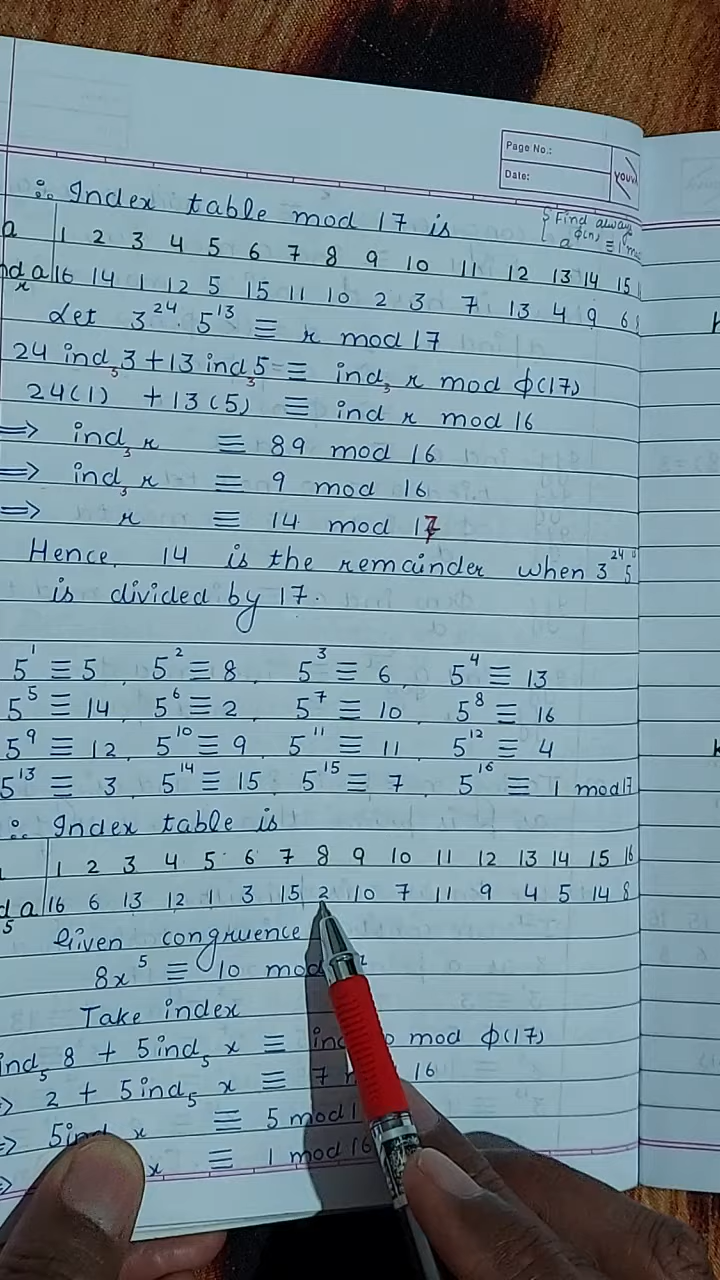 Page No.:
Date:
YOUVA
∴ Index table mod 17 is
{ Find always
a^ϕ(n) ≡ 1 m
a | 1 2 3 4 5 6 7 8 9 10 11 12 13 14 15
nd a | 16 14 1 12 5 15 11 10 2 3 7 13 4 9 6 8
Let 3^24 . 5^13 ≡ r mod 17
24 ind₃ 3 + 13 ind₃ 5 ≡ ind₃ r mod ϕ(17)
24(1) + 13(5) ≡ ind r mod 16
⇒ ind₃ r ≡ 89 mod 16
⇒ ind₃ r ≡ 9 mod 16
⇒ r ≡ 14 mod 17
Hence, 14 is the remainder when 3^24 5
is divided by 17.
5^1 ≡ 5, 5^2 ≡ 8, 5^3 ≡ 6, 5^4 ≡ 13
5^5 ≡ 14, 5^6 ≡ 2, 5^7 ≡ 10, 5^8 ≡ 16
5^9 ≡ 12, 5^10 ≡ 9, 5^11 ≡ 11, 5^12 ≡ 4
5^13 ≡ 3, 5^14 ≡ 15, 5^15 ≡ 7, 5^16 ≡ 1 mod 17
∴ Index table is
| 1 2 3 4 5 6 7 8 9 10 11 12 13 14 15 16
d₅ a | 16 6 13 12 1 3 15 2 10 7 11 9 4 5 14 8
Given congruence
8x^5 ≡ 10 mod
Take index
ind₅ 8 + 5 ind₅ x ≡ ind mod ϕ(17)
⇒ 2 + 5 ind₅ x ≡ 7 16
⇒ 5 ind x ≡ 5 mod 1
⇒ x ≡ 1 mod 16